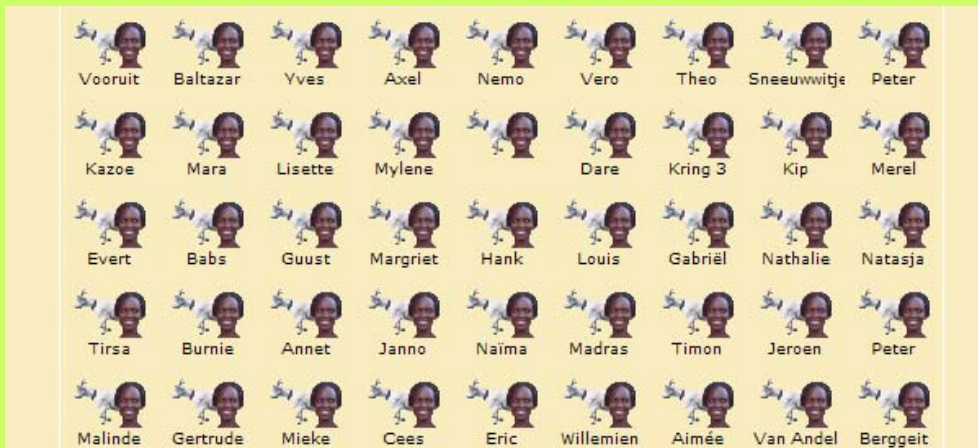 Vooruit Baltazar Yves Axel Nemo Vero Theo Sneeuwwitje Peter
Kazoe Mara Lisette Mylene Dare Kring 3 Kip Merel
Evert Babs Guust Margriet Hank Louis Gabriël Nathalie Natasja
Tirsa Burnie Annet Janno Naïma Madras Timon Jeroen Peter
Malinde Gertrude Mieke Cees Eric Willemien Aimée Van Andel Berggeit